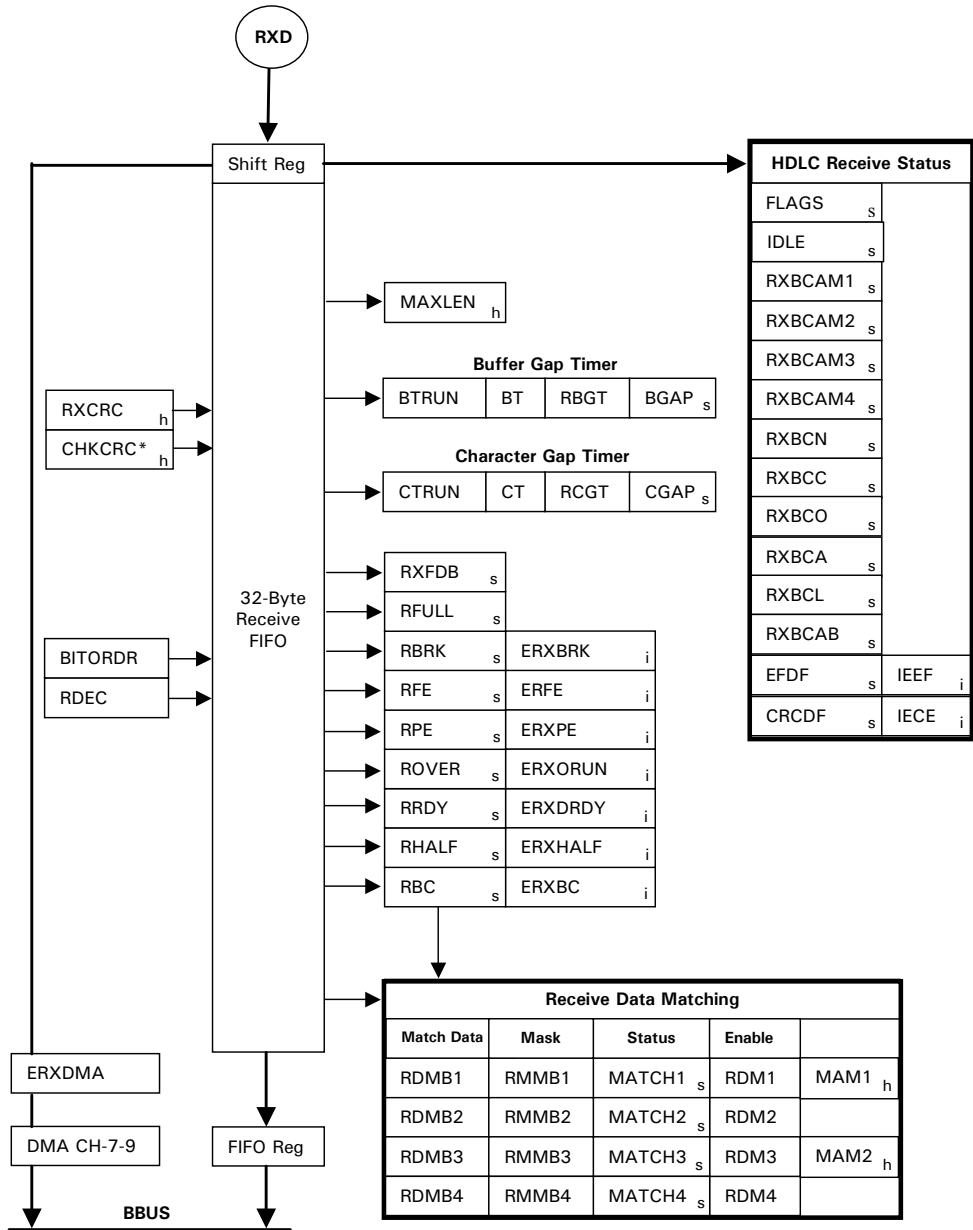 RXD
Shift Reg
HDLC Receive Status
FLAGS s
IDLE s
RXBCAM1 s
RXBCAM2 s
RXBCAM3 s
RXBCAM4 s
RXBCN s
RXBCC s
RXBCO s
RXBCA s
RXBCL s
RXBCAB s
EFDF s IEEF i
CRCDF s IECE i
MAXLEN h
Buffer Gap Timer
BTRUN BT RBGT BGAP s
RXCRC h
CHKCRC* h
Character Gap Timer
CTRUN CT RCGT CGAP s
32-Byte
Receive
FIFO
BITORDR
RDEC
RXFDB s
RFULL s
RBRK s ERXBRK i
RFE s ERFE i
RPE s ERXPE i
ROVER s ERXORUN i
RRDY s ERXDRDY i
RHALF s ERXHALF i
RBC s ERXBC i
Receive Data Matching
Match Data Mask Status Enable
RDMB1 RMMB1 MATCH1 s RDM1 MAM1 h
RDMB2 RMMB2 MATCH2 s RDM2
RDMB3 RMMB3 MATCH3 s RDM3 MAM2 h
RDMB4 RMMB4 MATCH4 s RDM4
ERXDMA
DMA CH-7-9
FIFO Reg
BBUS